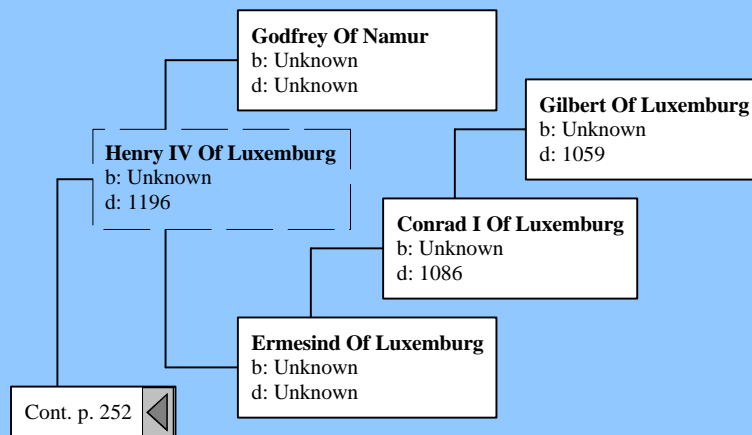 Godfrey Of Namur
b: Unknown
d: Unknown
Gilbert Of Luxemburg
b: Unknown
d: 1059
Henry IV Of Luxemburg
b: Unknown
d: 1196
Conrad I Of Luxemburg
b: Unknown
d: 1086
Ermesind Of Luxemburg
b: Unknown
d: Unknown
Cont. p. 252